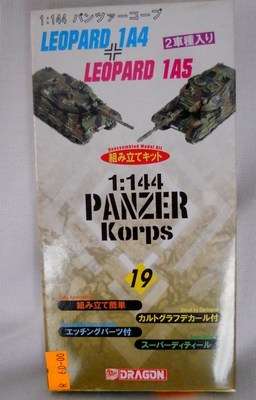 1:144 パンツァーコープ
LEOPARD 1A4
2車種入り
LEOPARD 1A5
Unassembled Model Kit
組み立てキット
1:144
PANZER
Korps
19
組み立て簡単
カルトグラフデカール付
エッチングパーツ付
スーパーディティール
DRAGON